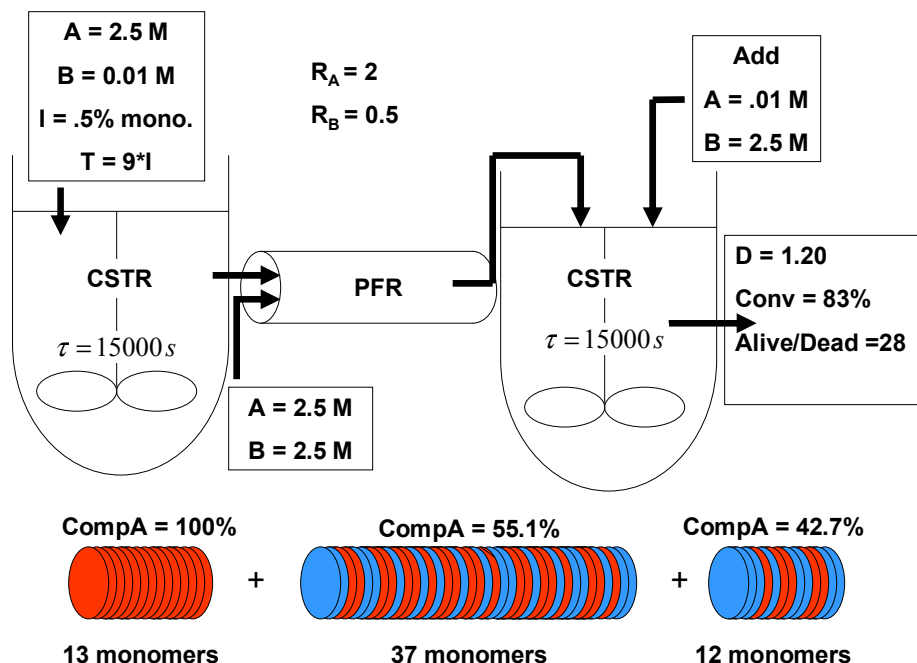 A = 2.5 M
B = 0.01 M
I = .5% mono.
T = 9*I
R_A = 2
R_B = 0.5
Add
A = .01 M
B = 2.5 M
CSTR
τ = 15000 s
PFR
CSTR
τ = 15000 s
D = 1.20
Conv = 83%
Alive/Dead =28
A = 2.5 M
B = 2.5 M
CompA = 100%
CompA = 55.1%
CompA = 42.7%
+
+
13 monomers
37 monomers
12 monomers